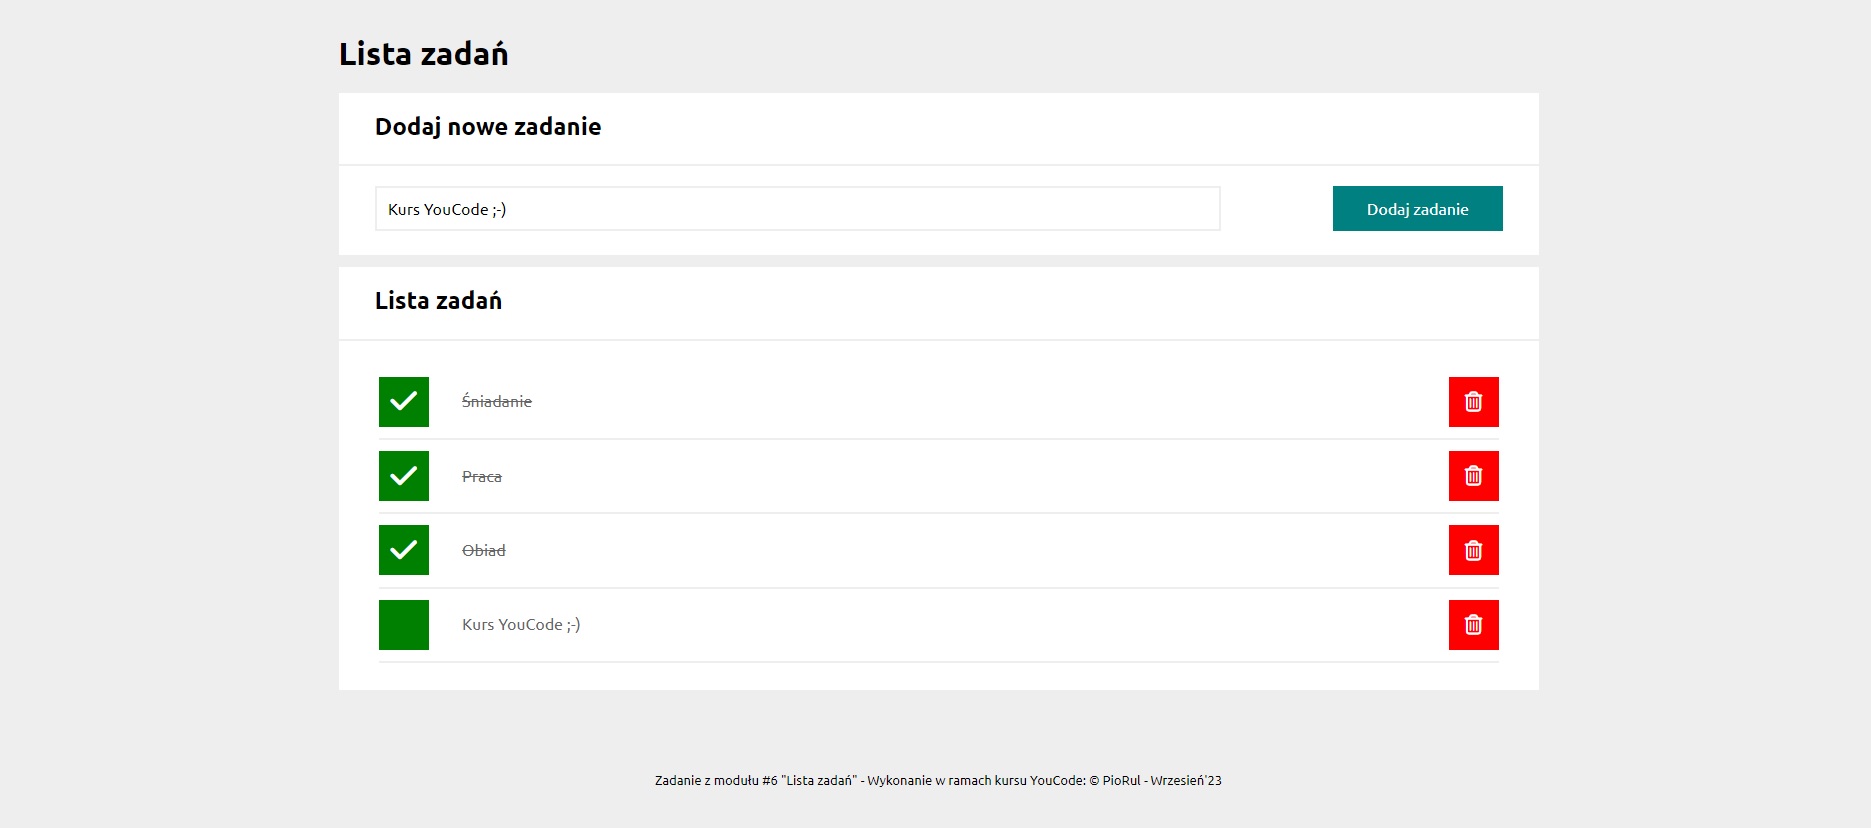 Lista zadań
Dodaj nowe zadanie
Kurs YouCode ;-)
Dodaj zadanie
Lista zadań
Śniadanie
Praca
Obiad
Kurs YouCode ;-)
Zadanie z modułu #6 "Lista zadań" - Wykonanie w ramach kursu YouCode: © PioRul - Wrzesień'23